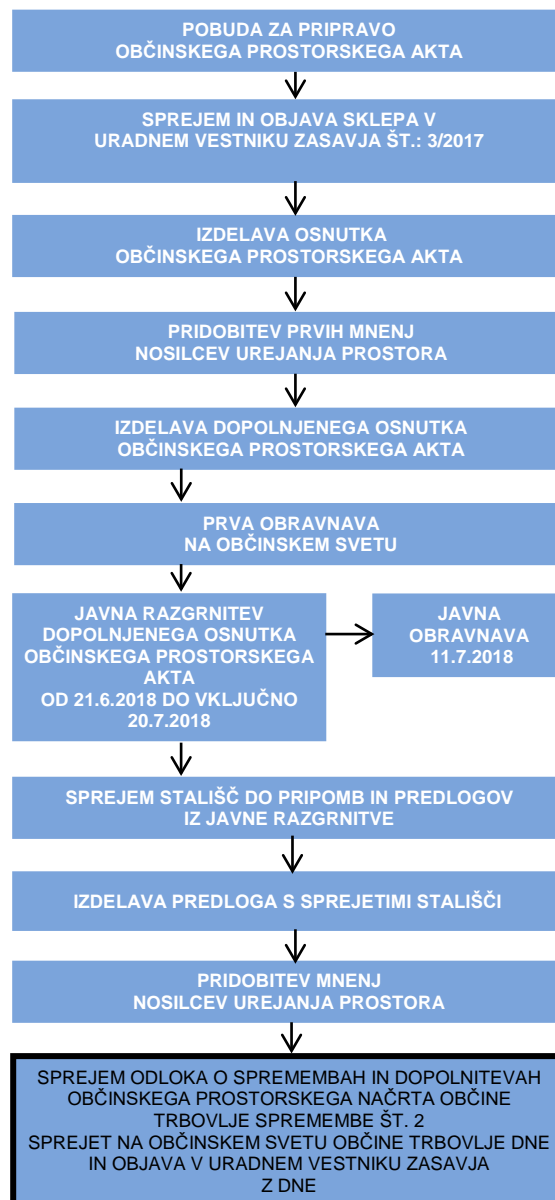 POBUDA ZA PRIPRAVO
OBČINSKEGA PROSTORSKEGA AKTA
SPREJEM IN OBJAVA SKLEPA V
URADNEM VESTNIKU ZASAVJA ŠT.: 3/2017
IZDELAVA OSNUTKA
OBČINSKEGA PROSTORSKEGA AKTA
PRIDOBITEV PRVIH MNENJ
NOSILCEV UREJANJA PROSTORA
IZDELAVA DOPOLNJENEGA OSNUTKA
OBČINSKEGA PROSTORSKEGA AKTA
PRVA OBRAVNAVA
NA OBČINSKEM SVETU
JAVNA RAZGRNITEV
DOPOLNJENEGA OSNUTKA
OBČINSKEGA PROSTORSKEGA
AKTA
OD 21.6.2018 DO VKLJUČNO
20.7.2018
JAVNA
OBRAVNAVA
11.7.2018
SPREJEM STALIŠČ DO PRIPOMB IN PREDLOGOV
IZ JAVNE RAZGRNITVE
IZDELAVA PREDLOGA S SPREJETIMI STALIŠČI
PRIDOBITEV MNENJ
NOSILCEV UREJANJA PROSTORA
SPREJEM ODLOKA O SPREMEMBAH IN DOPOLNITEVAH
OBČINSKEGA PROSTORSKEGA NAČRTA OBČINE
TRBOVLJE SPREMEMBE ŠT. 2
SPREJET NA OBČINSKEM SVETU OBČINE TRBOVLJE DNE
IN OBJAVA V URADNEM VESTNIKU ZASAVJA
Z DNE